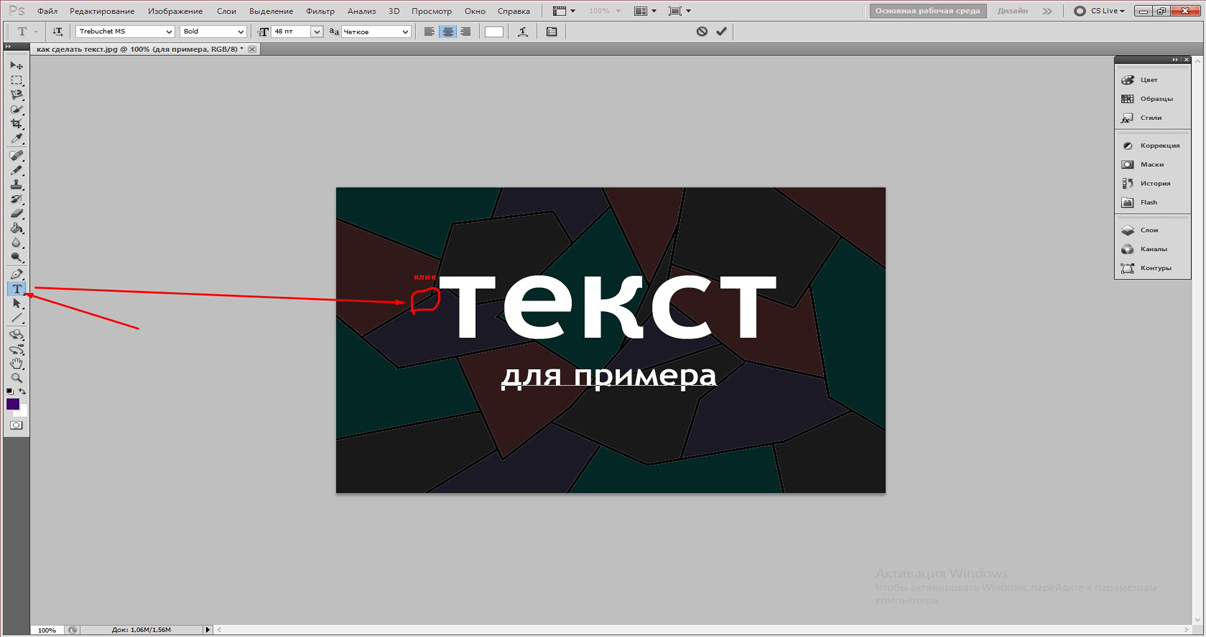 Ps Файл Редактирование Изображение Слои Выделение Фильтр Анализ 3D Просмотр Окно Справка 100% Основная рабочая среда Дизайн CS Live
T Trebuchet MS Bold 48 пт Четкое
как сделать текст.jpg @ 100% (для примера, RGB/8) *
Цвет
Образцы
Стили
Коррекция
Маски
История
Flash
Слои
Каналы
Контуры
клик
текст
для примера
Активация Windows
Чтобы активировать Windows, перейдите к параметрам
компьютера.
100% Док: 1,06M/1,56M